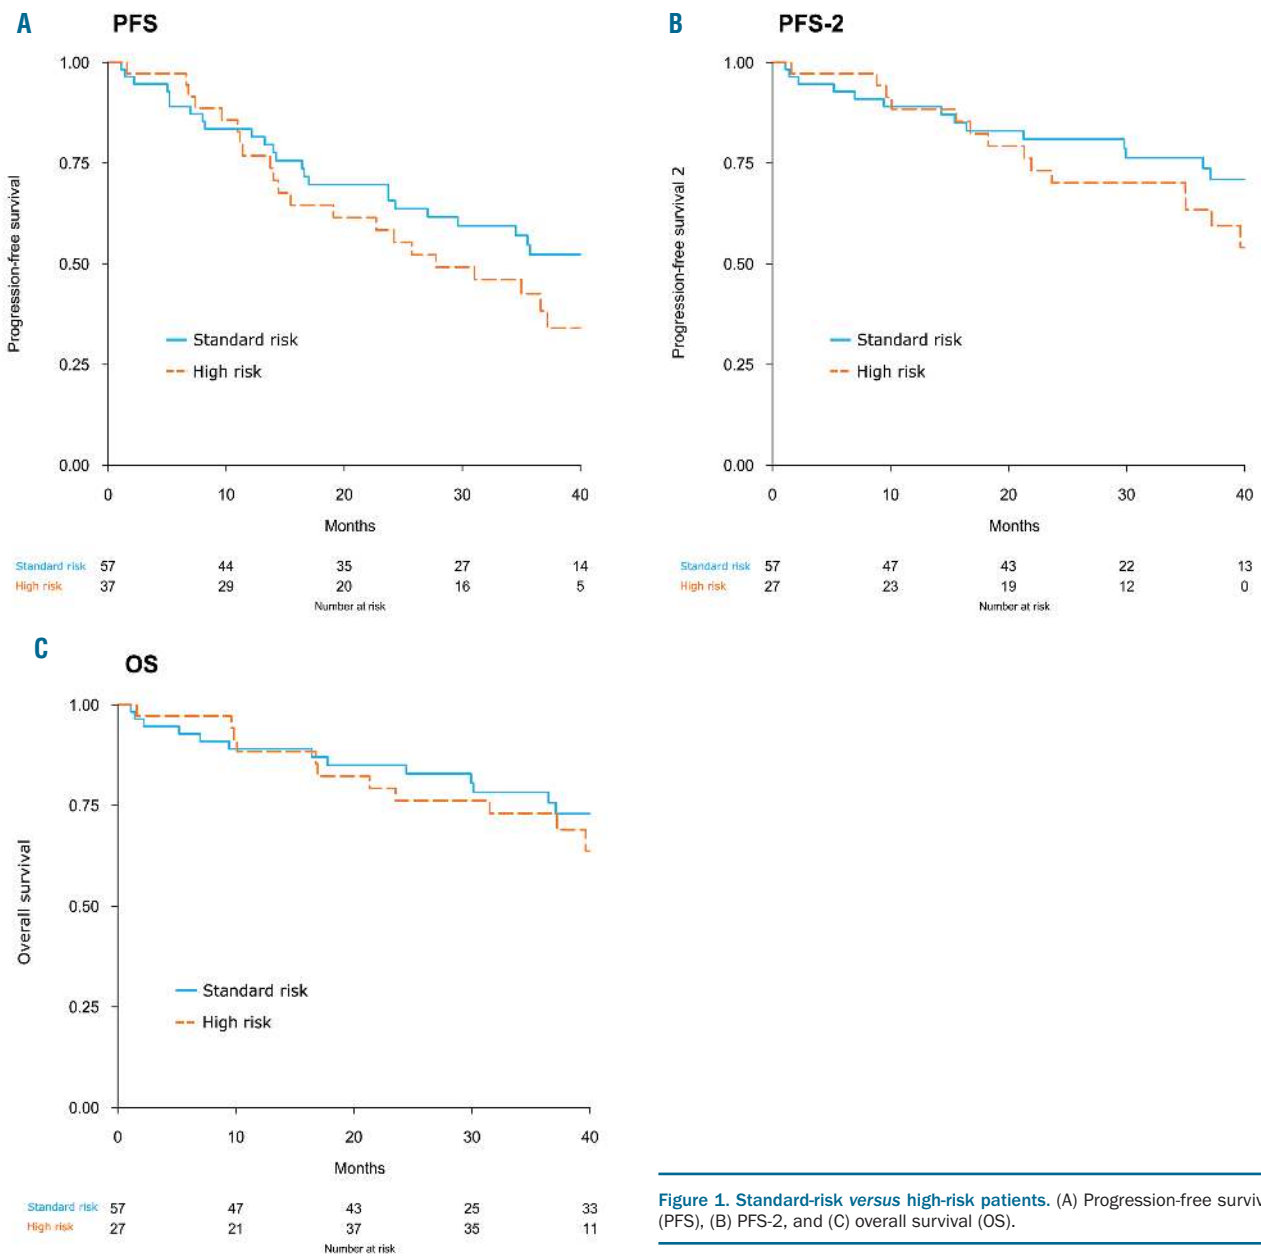 A PFS
1.00
0.75
0.50
0.25
0.00
Progression-free survival
Standard risk
High risk
0 10 20 30 40
Months
Standard risk 57 44 35 27 14
High risk 37 29 20 16 5
Number at risk
B PFS-2
1.00
0.75
0.50
0.25
0.00
Progression-free survival 2
Standard risk
High risk
0 10 20 30 40
Months
Standard risk 57 47 43 22 13
High risk 27 23 19 12 0
Number at risk
C OS
1.00
0.75
0.50
0.25
0.00
Overall survival
Standard risk
High risk
0 10 20 30 40
Months
Standard risk 57 47 43 25 33
High risk 27 21 37 35 11
Number at risk
Figure 1. Standard-risk versus high-risk patients. (A) Progression-free surviv
(PFS), (B) PFS-2, and (C) overall survival (OS).